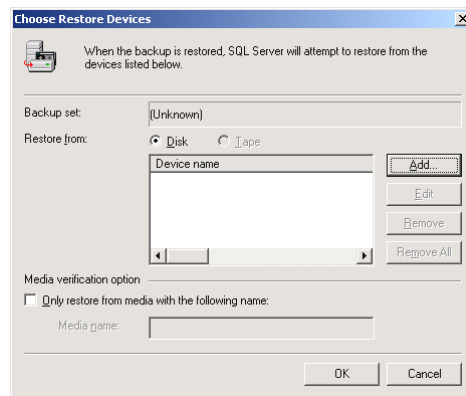 Choose Restore Devices
When the backup is restored, SQL Server will attempt to restore from the
devices listed below.
Backup set:
(Unknown)
Restore from:
Disk
Tape
Device name
Add...
Edit
Remove
Remove All
Media verification option
Only restore from media with the following name:
Media name:
OK
Cancel